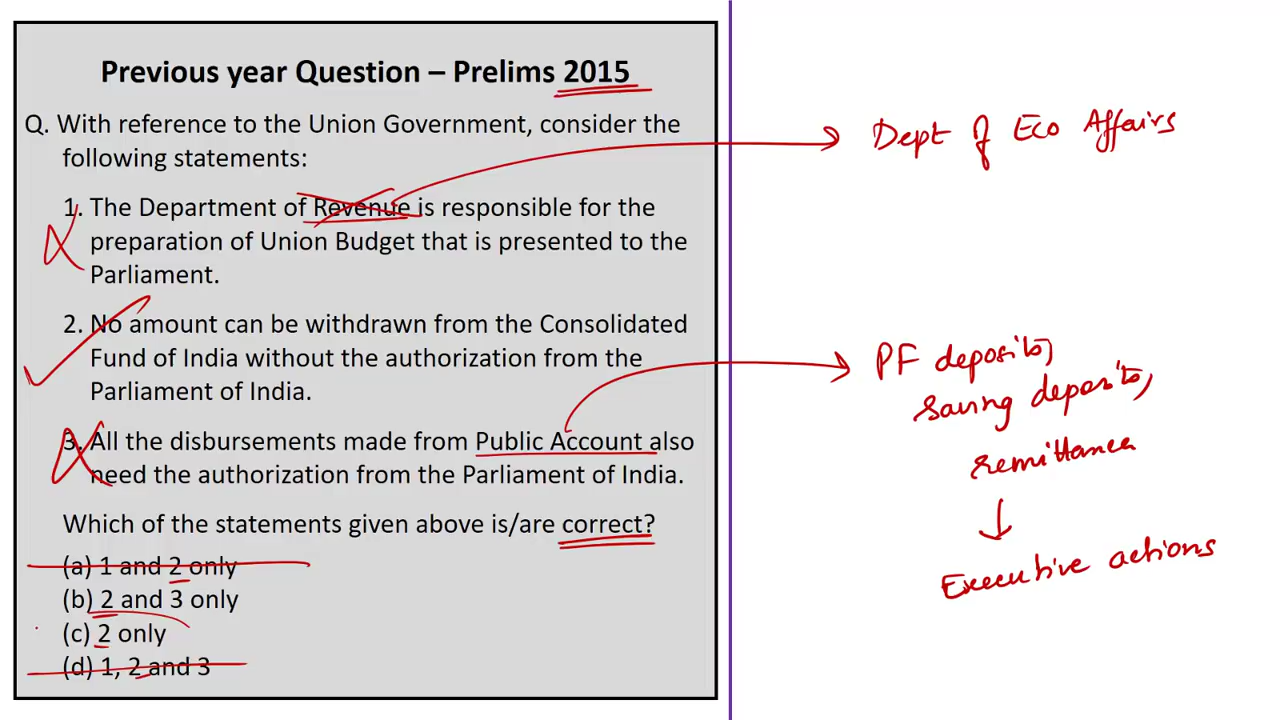 Previous year Question – Prelims 2015
Q. With reference to the Union Government, consider the
following statements:
1. The Department of Revenue is responsible for the
preparation of Union Budget that is presented to the
Parliament.
2. No amount can be withdrawn from the Consolidated
Fund of India without the authorization from the
Parliament of India.
3. All the disbursements made from Public Account also
need the authorization from the Parliament of India.
Which of the statements given above is/are correct?
(a) 1 and 2 only
(b) 2 and 3 only
(c) 2 only
(d) 1, 2 and 3
Dept of Eco Affairs
PF deposits,
saving deposits,
remittance
Executive actions